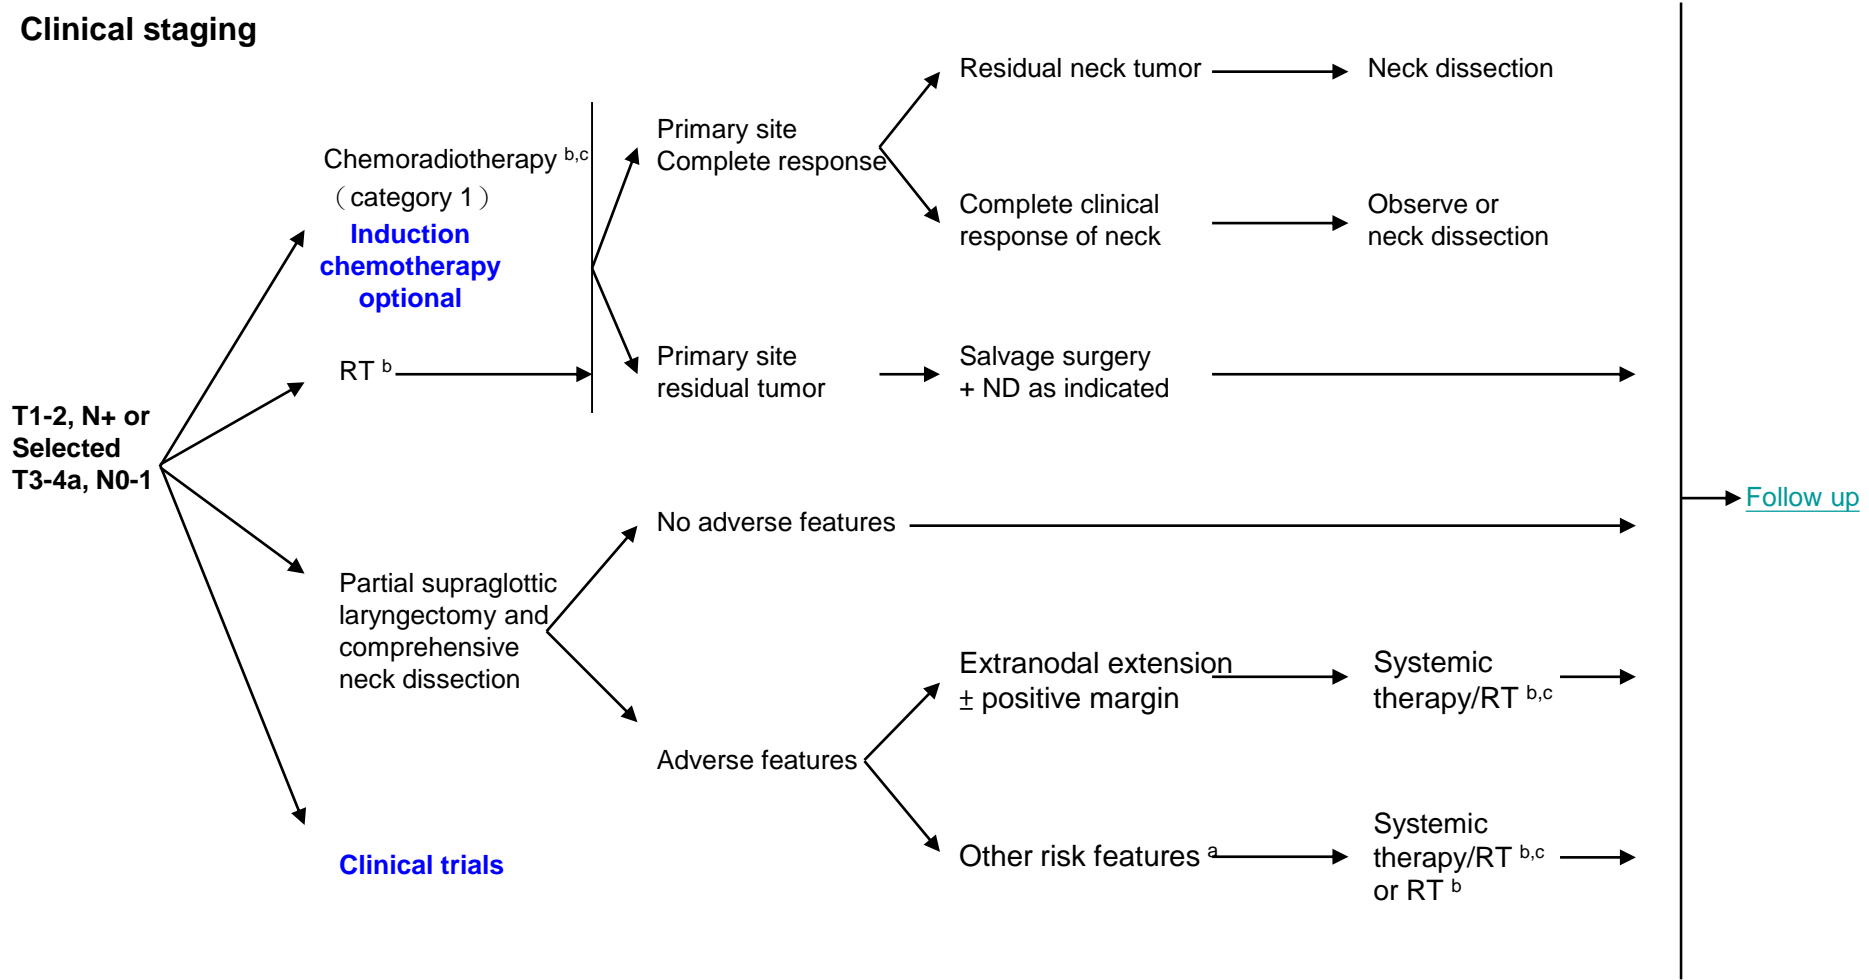 Clinical staging
T1-2, N+ or
Selected
T3-4a, N0-1
Chemoradiotherapy b,c
（category 1）
Induction
chemotherapy
optional
RT b
Partial supraglottic
laryngectomy and
comprehensive
neck dissection
Clinical trials
Primary site
Complete response
Primary site
residual tumor
No adverse features
Adverse features
Residual neck tumor
Neck dissection
Complete clinical
response of neck
Observe or
neck dissection
Salvage surgery
+ ND as indicated
Extranodal extension
± positive margin
Systemic
therapy/RT b,c
Other risk features a
Systemic
therapy/RT b,c
or RT b
Follow up